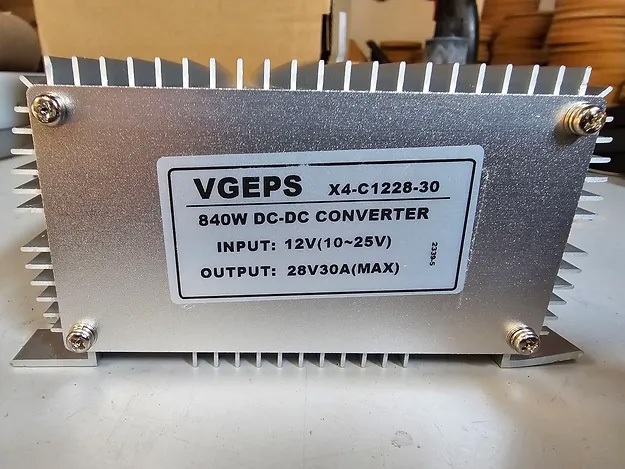 VGEPS X4-C1228-30
840W DC-DC CONVERTER
INPUT: 12V(10~25V)
OUTPUT: 28V30A(MAX)
2339-5